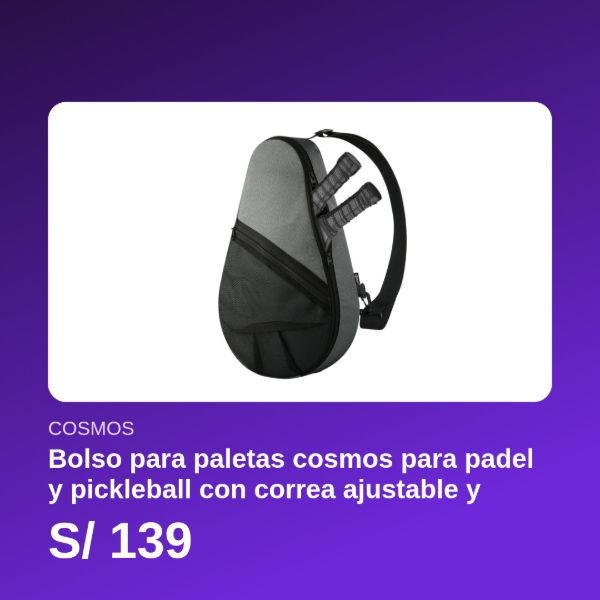 COSMOS
Bolso para paletas cosmos para padel
y pickleball con correa ajustable y
S/ 139